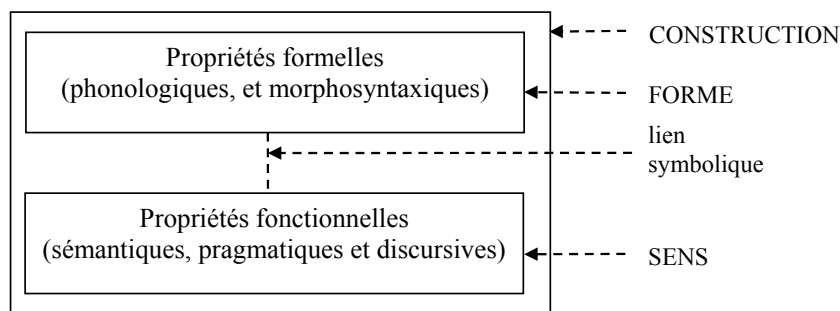 Propriétés formelles
(phonologiques, et morphosyntaxiques)
Propriétés fonctionnelles
(sémantiques, pragmatiques et discursives)
CONSTRUCTION
FORME
lien
symbolique
SENS